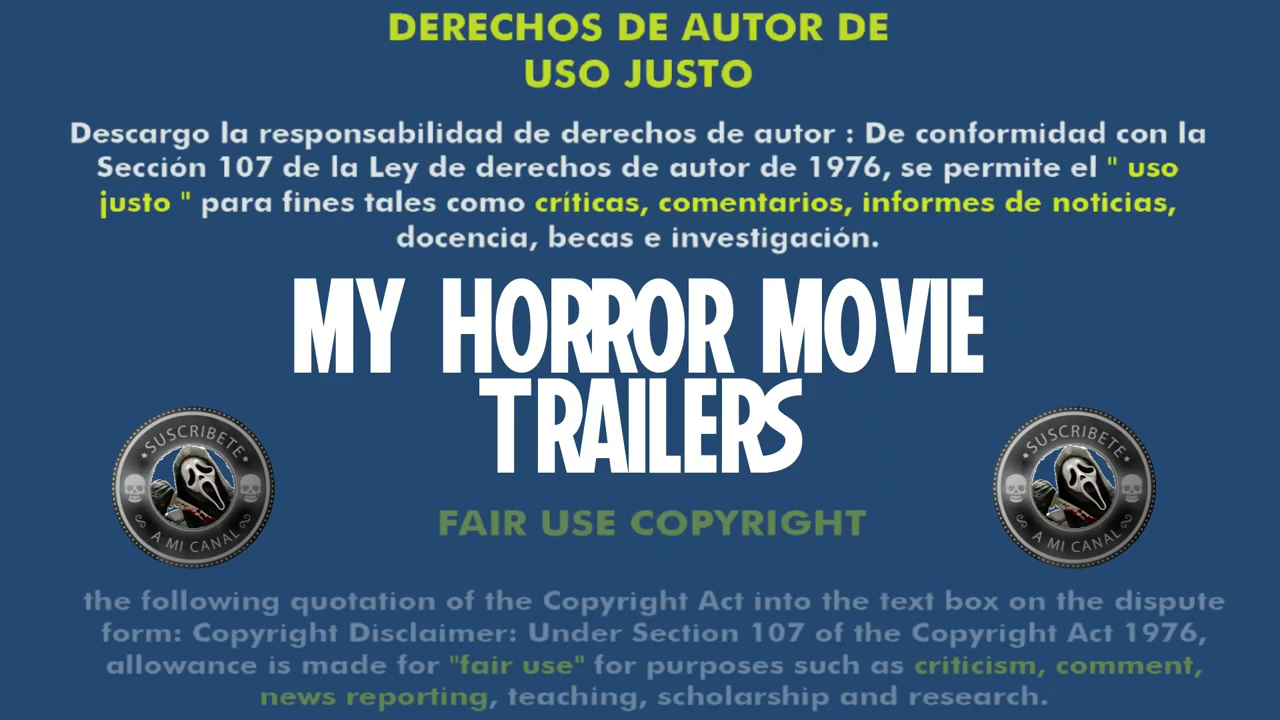 DERECHOS DE AUTOR DE
USO JUSTO
Descargo la responsabilidad de derechos de autor : De conformidad con la
Sección 107 de la Ley de derechos de autor de 1976, se permite el " uso
justo " para fines tales como críticas, comentarios, informes de noticias,
docencia, becas e investigación.
MY HORROR MOVIE
TRAILERS
SUSCRIBETE
A MI CANAL
SUSCRIBETE
A MI CANAL
FAIR USE COPYRIGHT
the following quotation of the Copyright Act into the text box on the dispute
form: Copyright Disclaimer: Under Section 107 of the Copyright Act 1976,
allowance is made for "fair use" for purposes such as criticism, comment,
news reporting, teaching, scholarship and research.